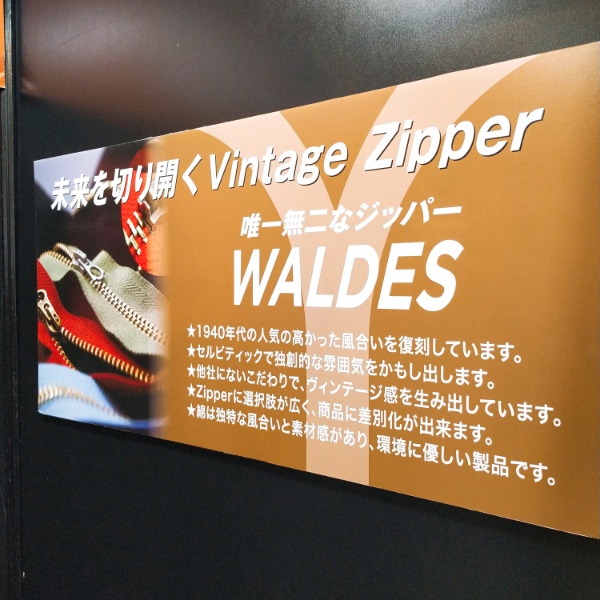 未来を切り開くVintage Zipper
唯一無二なジッパー
WALDES
★1940年代の人気の高かった風合いを復刻しています。
★セルビティックで独創的な雰囲気をかもし出します。
★他社にないこだわりで、ヴィンテージ感を生み出しています。
★Zipperに選択肢が広く、商品に差別化が出来ます。
★綿は独特な風合いと素材感があり、環境に優しい製品です。